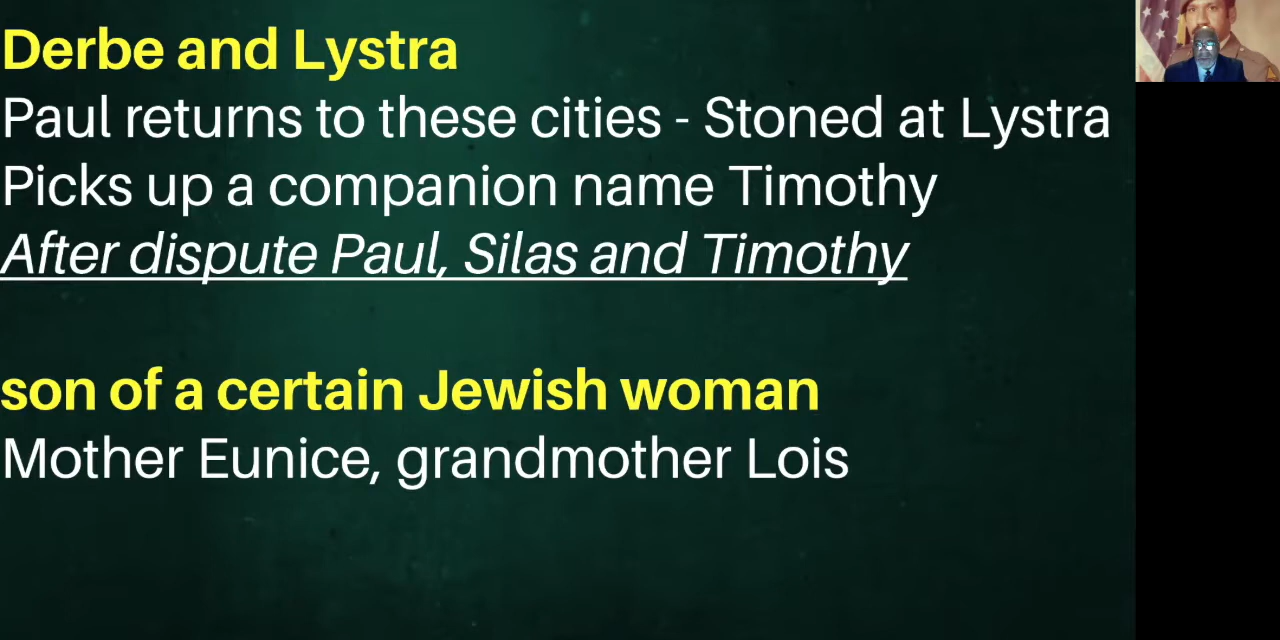 Derbe and Lystra
Paul returns to these cities - Stoned at Lystra
Picks up a companion name Timothy
After dispute Paul, Silas and Timothy
son of a certain Jewish woman
Mother Eunice, grandmother Lois